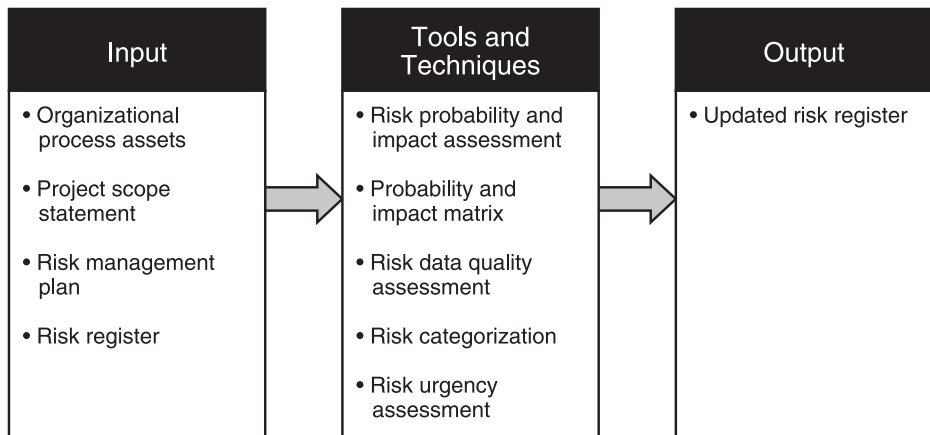 Input
• Organizational
process assets
• Project scope
statement
• Risk management
plan
• Risk register
Tools and
Techniques
• Risk probability and
impact assessment
• Probability and
impact matrix
• Risk data quality
assessment
• Risk categorization
• Risk urgency
assessment
Output
• Updated risk register